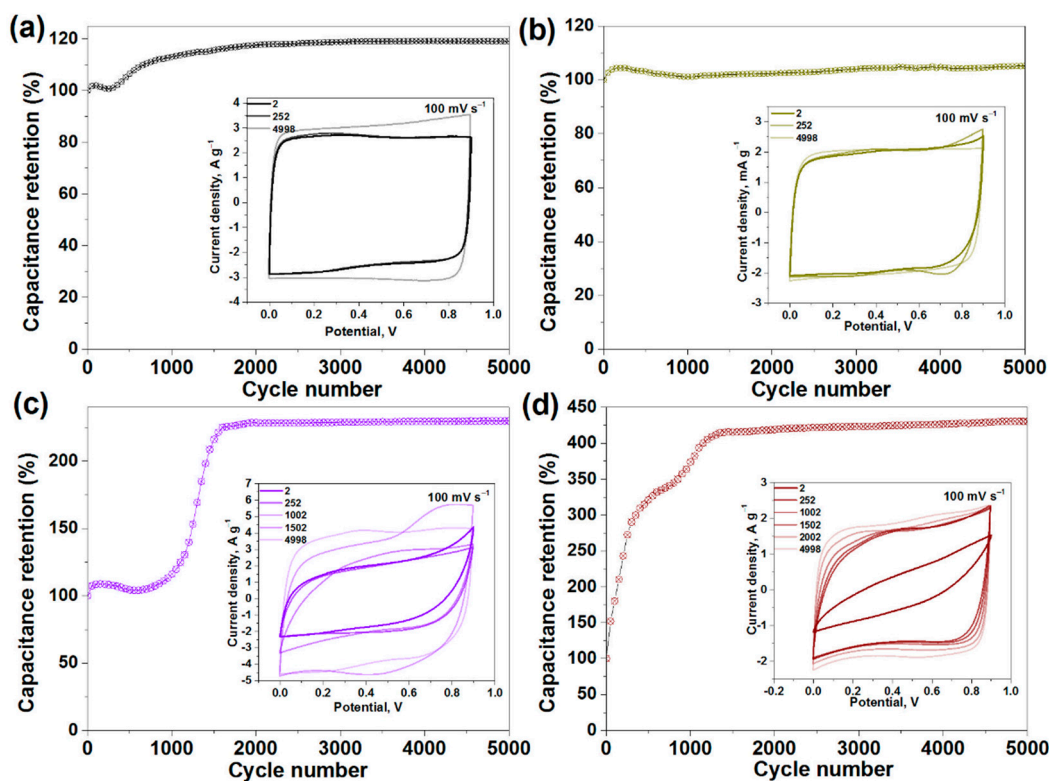 (a)
Capacitance retention (%)
120
100
80
60
40
20
0
0 1000 2000 3000 4000 5000
Cycle number
2
252
4998
100 mV s⁻¹
Current density, A g⁻¹
4
3
2
1
0
-1
-2
-3
-4
0.0 0.2 0.4 0.6 0.8 1.0
Potential, V
(b)
Capacitance retention (%)
120
100
80
60
40
20
0
0 1000 2000 3000 4000 5000
Cycle number
2
252
4998
100 mV s⁻¹
Current density, mA g⁻¹
3
2
1
0
-1
-2
-3
0.0 0.2 0.4 0.6 0.8 1.0
Potential, V
(c)
Capacitance retention (%)
200
150
100
50
0
0 1000 2000 3000 4000 5000
Cycle number
2
252
1002
1502
4998
100 mV s⁻¹
Current density, A g⁻¹
7
6
5
4
3
2
1
0
-1
-2
-3
-4
-5
0.0 0.2 0.4 0.6 0.8 1.0
Potential, V
(d)
Capacitance retention (%)
450
400
350
300
250
200
150
100
50
0
0 1000 2000 3000 4000 5000
Cycle number
2
252
1002
1502
2002
4998
100 mV s⁻¹
Current density, A g⁻¹
3
2
1
0
-1
-2
-0.2 0.0 0.2 0.4 0.6 0.8 1.0
Potential, V